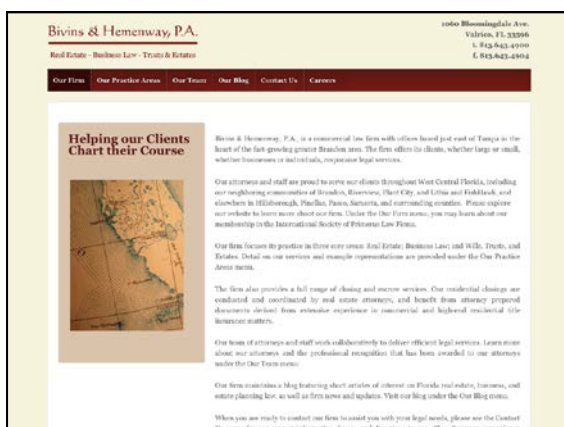 Bivins & Hemenway, P.A.
Real Estate - Business Law - Trusts & Estates
1060 Bloomingdale Ave.
Valrico, FL 33596
t. 813.643.4900
f. 813.643.4904
Our Firm Our Practice Areas Our Team Our Blog Contact Us Careers
Helping our Clients
Chart their Course
Bivins & Hemenway, P.A., is a commercial law firm with offices based just east of Tampa in the
heart of the fast-growing greater Brandon area. The firm offers its clients, whether large or small,
whether businesses or individuals, responsive legal services.
Our attorneys and staff are proud to serve our clients throughout West Central Florida, including
our neighboring communities of Brandon, Riverview, Plant City, and Lithia and Fishhawk, and
elsewhere in Hillsborough, Pinellas, Pasco, Sarasota, and surrounding counties. Please explore
our website to learn more about our firm. Under the Our Firm menu, you may learn about our
membership in the International Society of Primerus Law Firms.
Our firm focuses its practice in three core areas: Real Estate; Business Law; and Wills, Trusts, and
Estates. Detail on our services and example representations are provided under the Our Practice
Areas menu.
The firm also provides a full range of closing and escrow services. Our residential closings are
conducted and coordinated by real estate attorneys, and benefit from attorney prepared
documents derived from extensive experience in commercial and high-end residential title
insurance matters.
Our team of attorneys and staff work collaboratively to deliver efficient legal services. Learn more
about our attorneys and the professional recognition that has been awarded to our attorneys
under the Our Team menu.
Our firm maintains a blog featuring short articles of interest on Florida real estate, business, and
estate planning law, as well as firm news and updates. Visit our blog under the Our Blog menu.
When you are ready to contact our firm to assist you with your legal needs, please see the Contact